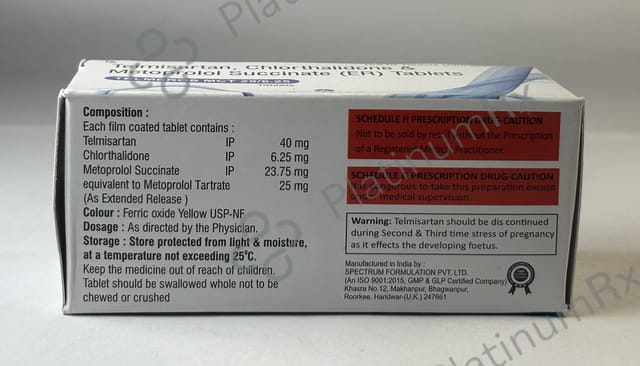 Telmisartan, Chlorthalidone &
Metoprolol Succinate (ER) Tablets
MCT 25/6.25
Tablets
Composition :
Each film coated tablet contains :
Telmisartan IP 40 mg
Chlorthalidone IP 6.25 mg
Metoprolol Succinate IP 23.75 mg
equivalent to Metoprolol Tartrate 25 mg
(As Extended Release )
Colour : Ferric oxide Yellow USP-NF
Dosage : As directed by the Physician.
Storage : Store protected from light & moisture,
at a temperature not exceeding 25°C.
Keep the medicine out of reach of children.
Tablet should be swallowed whole not to be
chewed or crushed
SCHEDULE H PRESCRIPTION DRUG-CAUTION
Not to be sold by retail without the Prescription
of a Registered Medical Practitioner.
SCHEDULE PRESCRIPTION DRUG-CAUTION
It is dangerous to take this preparation except
under medical supervision
Warning: Telmisartan should be dis continued
during Second & Third time stress of pregnancy
as it effects the developing foetus.
Manufactured in India by :
SPECTRUM FORMULATION PVT. LTD.
(An ISO 9001:2015, GMP & GLP Certified Company)
Khasra No.12, Makhanpur, Bhagwanpur,
Roorkee. Haridwar-(U.K.) 247661
PlatinumRx
PlatinumRx
PlatinumRx